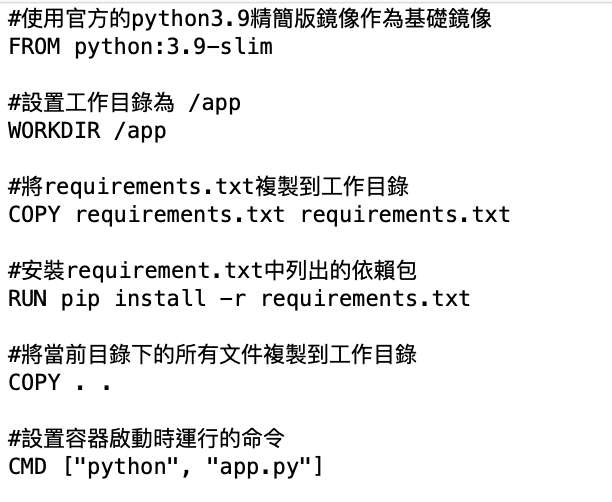 #使用官方的python3.9精簡版鏡像作為基礎鏡像
FROM python:3.9-slim
#設置工作目錄為 /app
WORKDIR /app
#將requirements.txt複製到工作目錄
COPY requirements.txt requirements.txt
#安裝requirement.txt中列出的依賴包
RUN pip install -r requirements.txt
#將當前目錄下的所有文件複製到工作目錄
COPY . .
#設置容器啟動時運行的命令
CMD ["python", "app.py"]